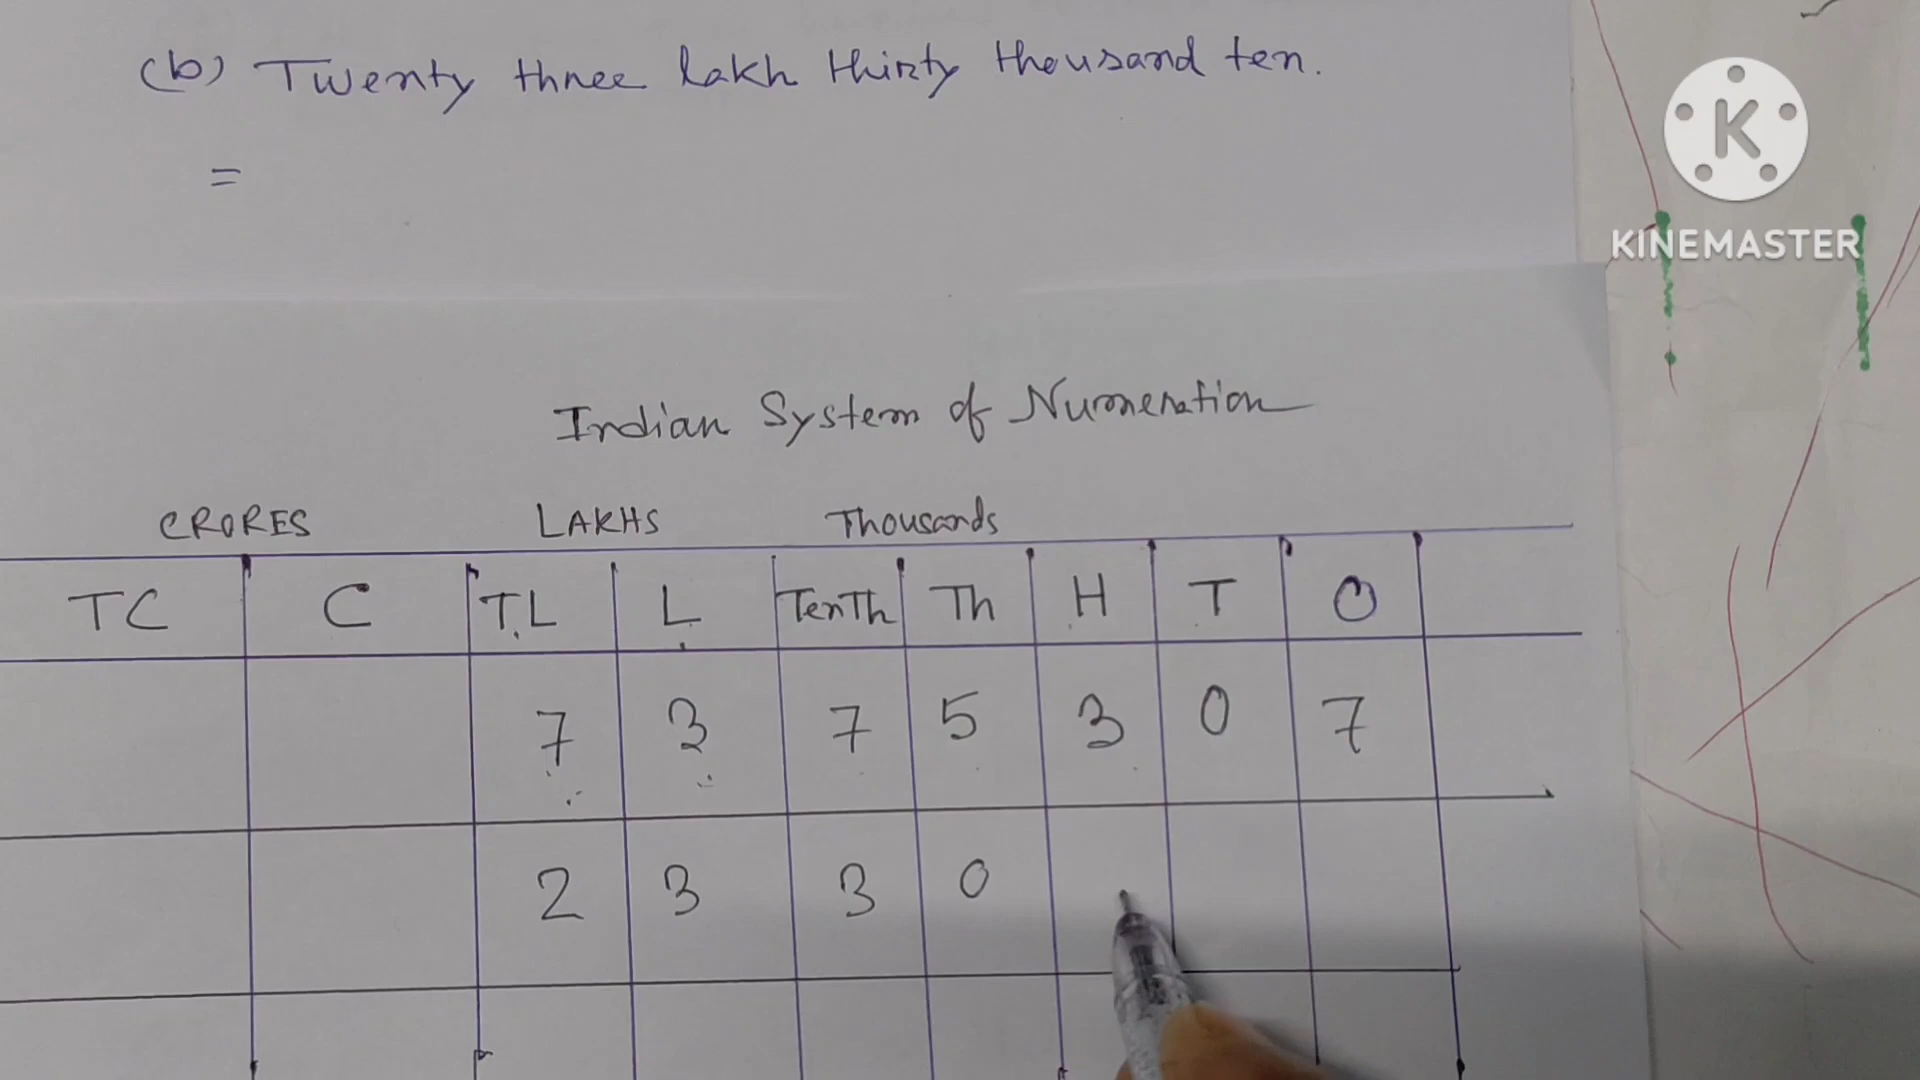 (b) Twenty three lakh thirty thousand ten.
=
K
KINEMASTER
Indian System of Numeration
CRORES LAKHS Thousands
TC C T.L L TenTh Th H T O
7 3 7 5 3 0 7
2 3 3 0